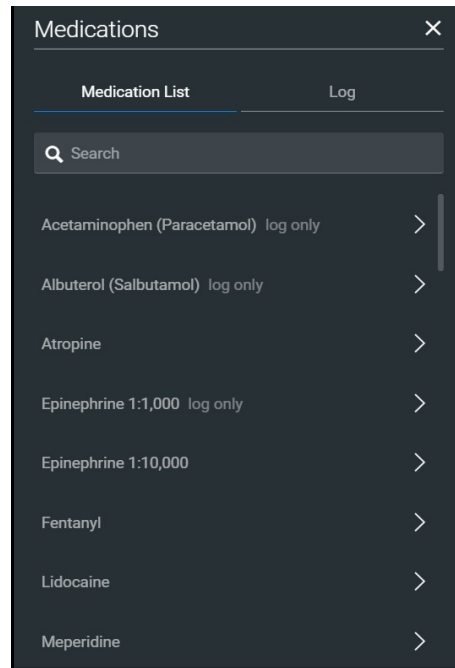 Medications
Medication List
Log
Search
Acetaminophen (Paracetamol) log only
Albuterol (Salbutamol) log only
Atropine
Epinephrine 1:1,000 log only
Epinephrine 1:10,000
Fentanyl
Lidocaine
Meperidine